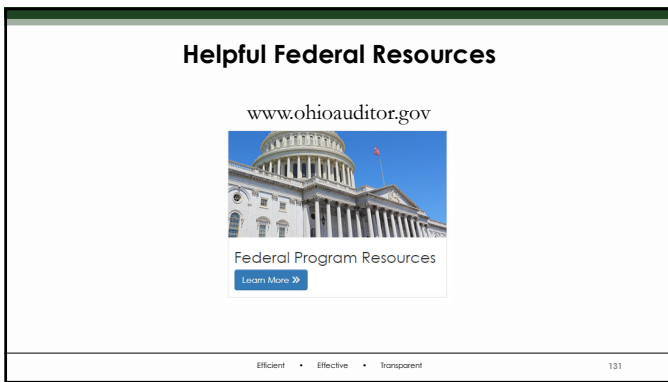 Helpful Federal Resources
www.ohioauditor.gov
Federal Program Resources
Learn More »
Efficient • Effective • Transparent
131